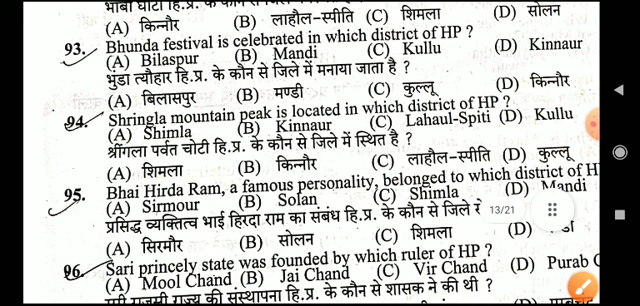 भाबा घाटी हि.प्र. के कौन से जिले
(A) किन्नौर (B) लाहौल-स्पीति (C) शिमला (D) सोलन
93. Bhunda festival is celebrated in which district of HP ?
(A) Bilaspur (B) Mandi (C) Kullu (D) Kinnaur
भुंडा त्यौहार हि.प्र. के कौन से जिले में मनाया जाता है ?
(A) बिलासपुर (B) मण्डी (C) कुल्लू (D) किन्नौर
94. Shringla mountain peak is located in which district of HP ?
(A) Shimla (B) Kinnaur (C) Lahaul-Spiti (D) Kullu
श्रींगला पर्वत चोटी हि.प्र. के कौन से जिले में स्थित है ?
(A) शिमला (B) किन्नौर (C) लाहौल-स्पीति (D) कुल्लू
95. Bhai Hirda Ram, a famous personality, belonged to which district of
(A) Sirmour (B) Solan (C) Shimla (D) Mandi
प्रसिद्ध व्यक्तित्व भाई हिरदा राम का संबंध हि.प्र. के कौन से जिले
13/21
(A) सिरमौर (B) सोलन (C) शिमला (D)
96. Sari princely state was founded by which ruler of HP ?
(A) Mool Chand (B) Jai Chand (C) Vir Chand (D) Purab
राज्य की संस्थापना हि.प्र. के कौन से शासक ने की थी ?